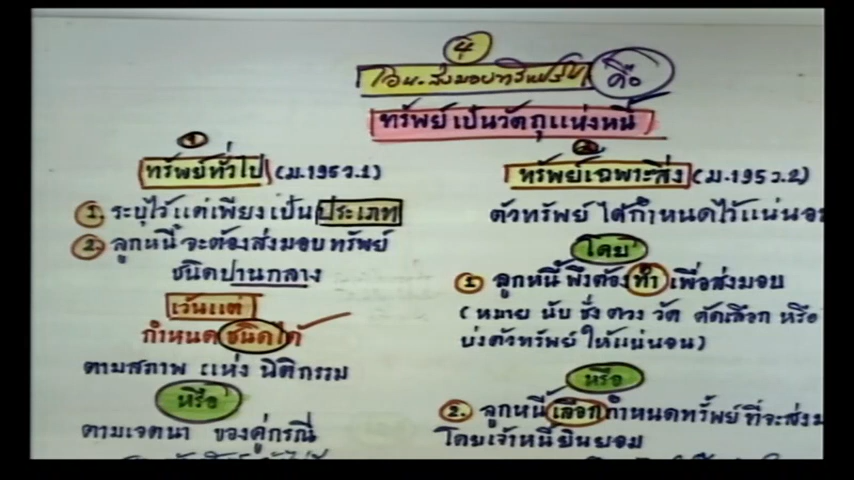 4
โอน.ส่งมอบทรัพย์สิน คือ
ทรัพย์เป็นวัตถุแห่งหนี้
1
ทรัพย์ทั่วไป (ม.195 ว.1)
1. ระบุไว้แต่เพียงเป็น ประเภท
2. ลูกหนี้ จะต้องส่งมอบทรัพย์
ชนิดปานกลาง
เว้นแต่
กำหนด ชนิด ได้
ตามสภาพ แห่ง นิติกรรม
หรือ
ตามเจตนา ของคู่กรณี
2
ทรัพย์เฉพาะสิ่ง (ม.195 ว.2)
ตัวทรัพย์ ได้กำหนดไว้แน่นอน
โดย
1. ลูกหนี้ พึงต้อง ทำ เพื่อส่งมอบ
(หมาย นับ ชั่ง ตวง วัด คัดเลือก หรือ
บ่งตัวทรัพย์ ให้แน่นอน)
หรือ
2. ลูกหนี้ เลือก กำหนดทรัพย์ ที่จะส่งม
โดยเจ้าหนี้ยินยอม